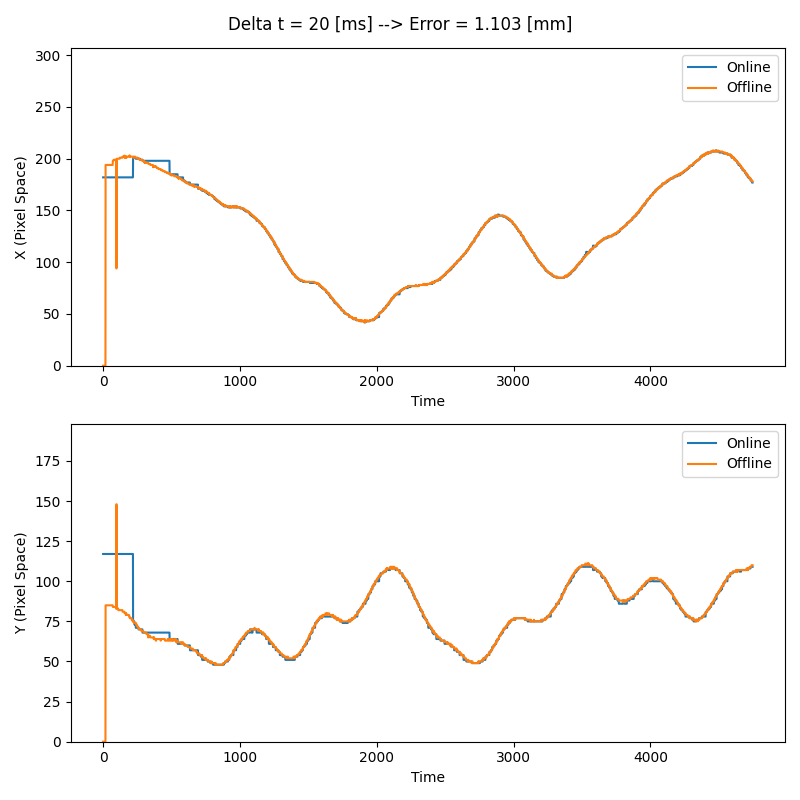 Delta t = 20 [ms] --> Error = 1.103 [mm]
300
250
200
150
100
50
0
X (Pixel Space)
Online
Offline
0 1000 2000 3000 4000
Time
175
150
125
100
75
50
25
0
Y (Pixel Space)
Online
Offline
0 1000 2000 3000 4000
Time